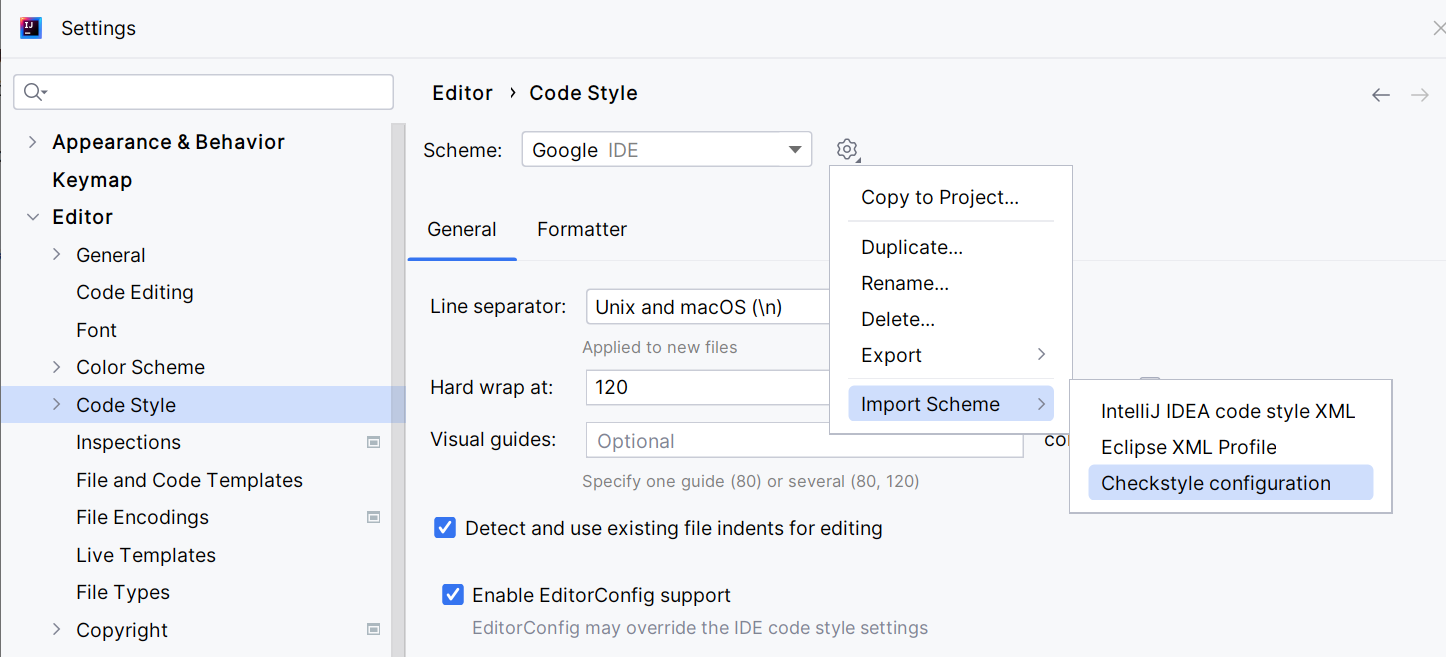 Settings
Editor › Code Style
Appearance & Behavior
Keymap
Editor
General
Code Editing
Font
Color Scheme
Code Style
Inspections
File and Code Templates
File Encodings
Live Templates
File Types
Copyright
Scheme: Google IDE
General Formatter
Line separator: Unix and macOS (\n)
Applied to new files
Hard wrap at: 120
Visual guides: Optional
Specify one guide (80) or several (80, 120)
Detect and use existing file indents for editing
Enable EditorConfig support
EditorConfig may override the IDE code style settings
Copy to Project...
Duplicate...
Rename...
Delete...
Export
Import Scheme
IntelliJ IDEA code style XML
Eclipse XML Profile
Checkstyle configuration